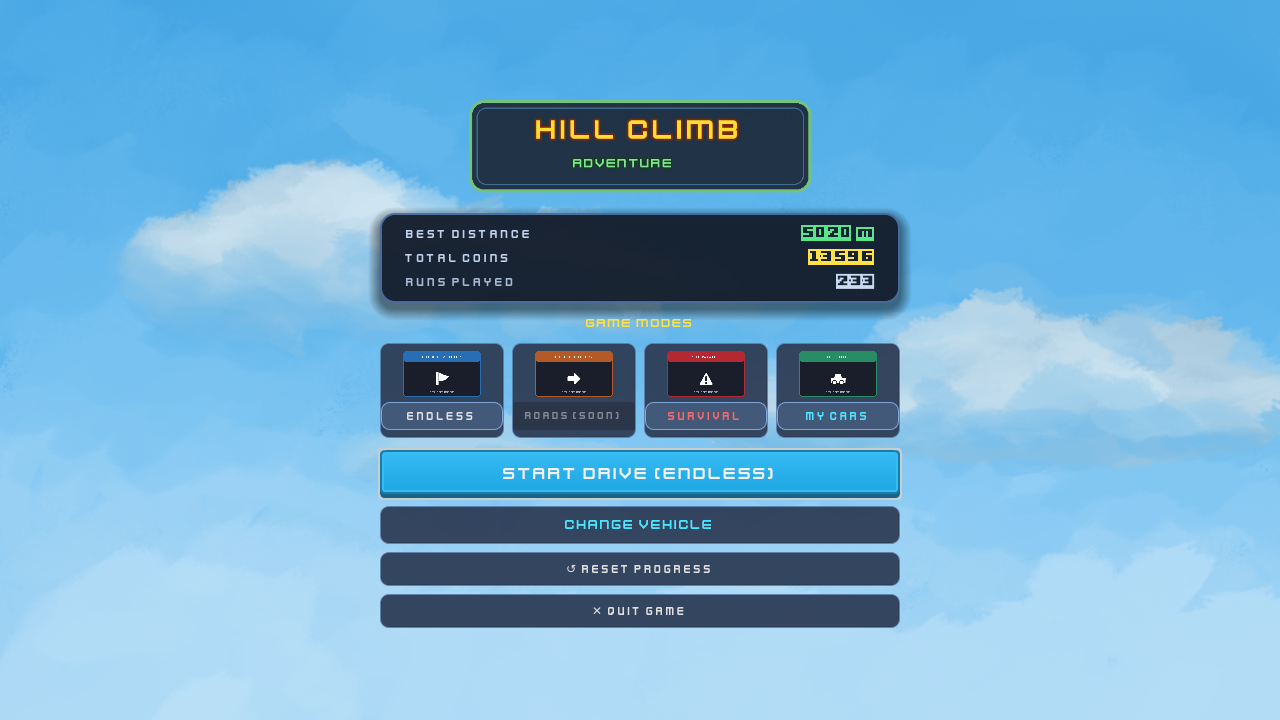 HILL CLIMB
ADVENTURE
BEST DISTANCE 5020 m
TOTAL COINS 13596
RUNS PLAYED 233
GAME MODES
ENDLESS ROADS (SOON) SURVIVAL MY CARS
START DRIVE (ENDLESS)
CHANGE VEHICLE
↺ RESET PROGRESS
✕ QUIT GAME